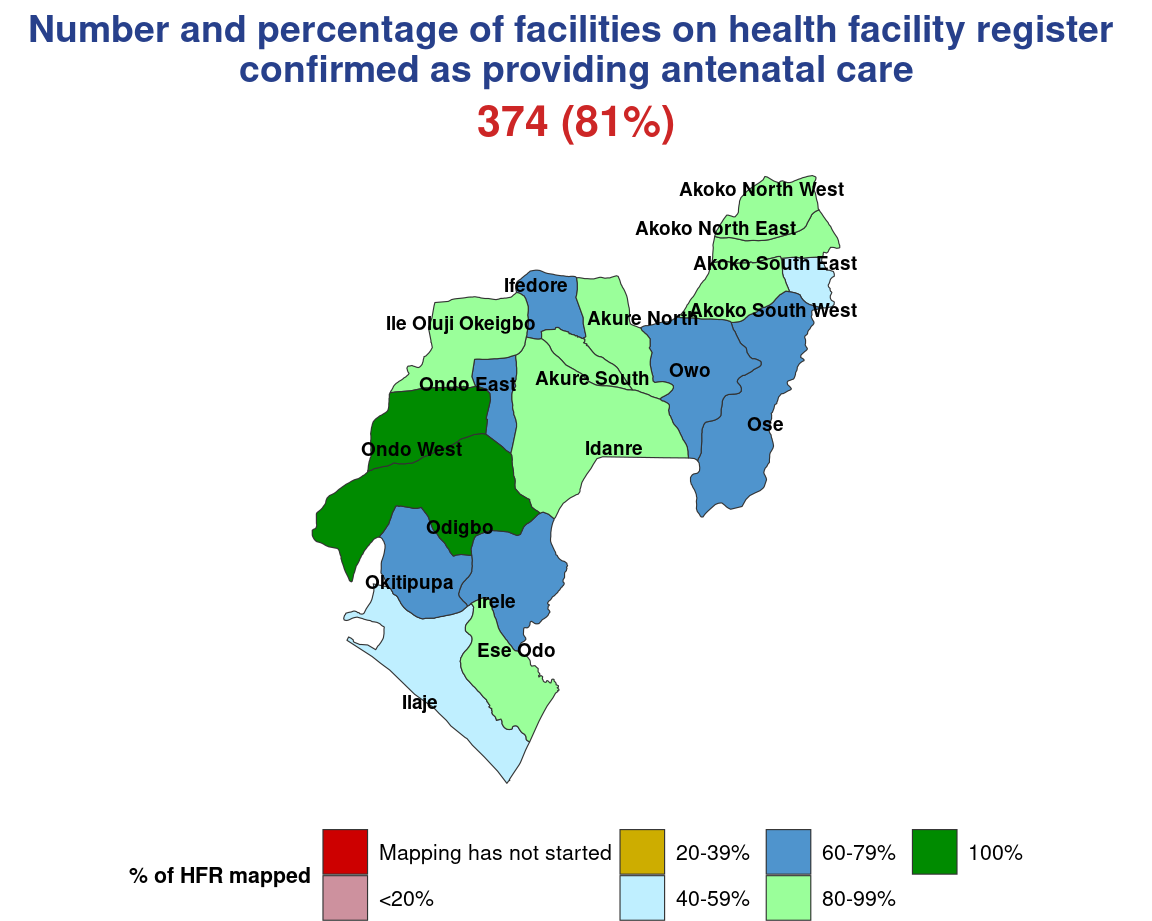 Number and percentage of facilities on health facility register
confirmed as providing antenatal care
374 (81%)
Akoko North West
Akoko North East
Akoko South East
Ifedore
Akoko South West
Ile Oluji Okeigbo
Akure North
Owo
Ondo East
Akure South
Ose
Ondo West
Idanre
Odigbo
Okitipupa
Irele
Ese Odo
Ilaje
% of HFR mapped
Mapping has not started
<20%
20-39%
40-59%
60-79%
80-99%
100%